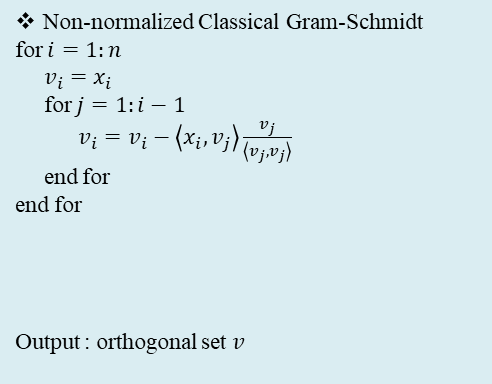 ❖ Non-normalized Classical Gram-Schmidt
for i = 1: n
v_i = x_i
for j = 1: i − 1
v_i = v_i − ⟨x_i, v_j⟩ v_j / ⟨v_j,v_j⟩
end for
end for
Output : orthogonal set v